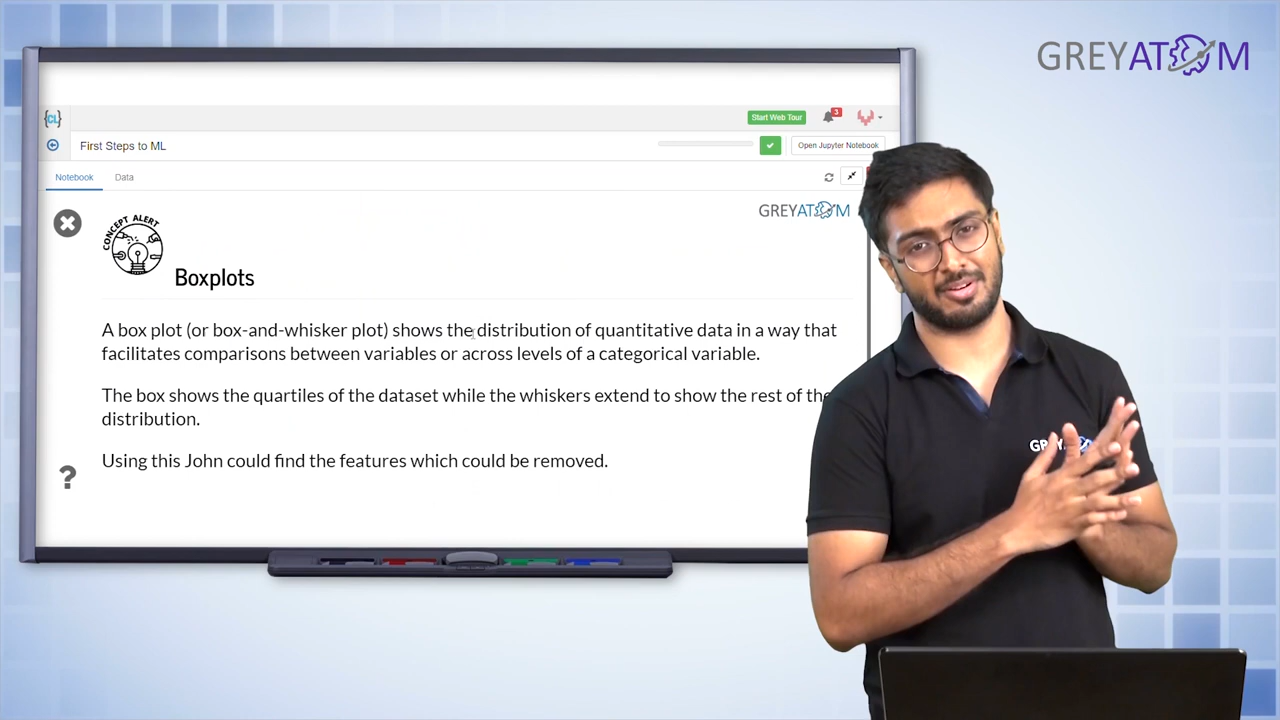 GREYATOM
{CL}
Start Web Tour
3
First Steps to ML
Open Jupyter Notebook
Notebook
Data
GREYATOM
CONCEPT ALERT
Boxplots
A box plot (or box-and-whisker plot) shows the distribution of quantitative data in a way that
facilitates comparisons between variables or across levels of a categorical variable.
The box shows the quartiles of the dataset while the whiskers extend to show the rest of the
distribution.
?
Using this John could find the features which could be removed.